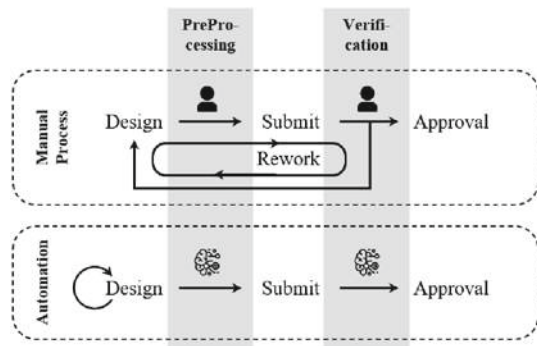 PrePro-
cessing
Verifi-
cation
Manual
Process
Design
Submit
Approval
Rework
Automation
Design
Submit
Approval